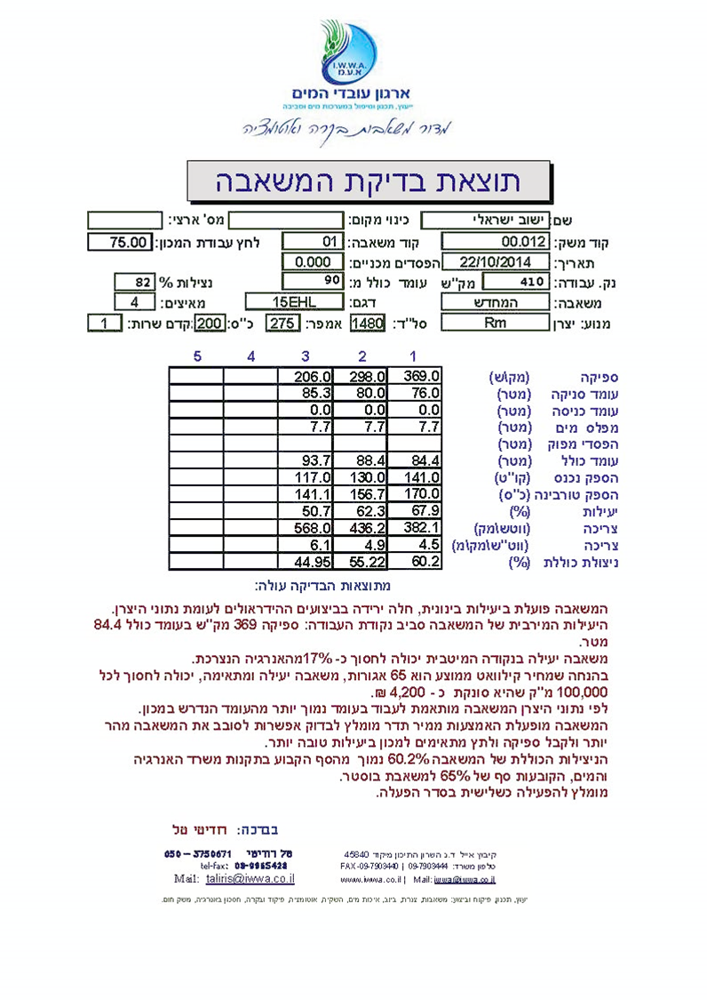 I.W.W.A.
א.ע.מ
ארגון עובדי המים
ייעוץ, תכנון וטיפול במערכות מים וסביבה
מדור משאבות בקרה ואוטומציה
תוצאת בדיקת המשאבה
שם: ישוב ישראלי כינוי מקום: מס' ארצי:
קוד משק: 00.012 קוד משאבה: 01 לחץ עבודת המכון: 75.00
תאריך: 22/10/2014 הפסדים מכניים: 0.000
נק. עבודה: 410 מק"ש עומד כולל מ: 90 נצילות % 82
משאבה: המחדש דגם: 15EHL מאיצים: 4
מנוע: יצרן Rm סל"ד: 1480 אמפר: 275 כ"ס: 200 קדם שרות: 1
1 2 3 4 5
ספיקה (מק\ש) 369.0 298.0 206.0
עומד סניקה (מטר) 76.0 80.0 85.3
עומד כניסה (מטר) 0.0 0.0 0.0
מפלס מים (מטר) 7.7 7.7 7.7
הפסדי מפוק (מטר)
עומד כולל (מטר) 84.4 88.4 93.7
הספק נכנס (קו"ט) 141.0 130.0 117.0
הספק טורבינה (כ"ס) 170.0 156.7 141.1
יעילות (%) 67.9 62.3 50.7
צריכה (ווטש\מק) 382.1 436.2 568.0
צריכה (ווט"ש\מק\מ) 4.5 4.9 6.1
ניצולת כוללת (%) 60.2 55.22 44.95
מתוצאות הבדיקה עולה:
המשאבה פועלת ביעילות בינונית, חלה ירידה בביצועים ההידראולים לעומת נתוני היצרן.
היעילות המירבית של המשאבה סביב נקודת העבודה: ספיקה 369 מק"ש בעומד כולל 84.4
מטר.
משאבה יעילה בנקודה המיטבית יכולה לחסוך כ- 17%מהאנרגיה הנצרכת.
בהנחה שמחיר קילוואט ממוצע הוא 65 אגורות, משאבה יעילה ומתאימה, יכולה לחסוך לכל
100,000 מ"ק שהיא סונקת כ - 4,200 ₪.
לפי נתוני היצרן המשאבה מותאמת לעבוד בעומד נמוך יותר מהעומד הנדרש במכון.
המשאבה מופעלת האמצעות ממיר תדר מומלץ לבדוק אפשרות לסובב את המשאבה מהר
יותר ולקבל ספיקה ולתץ מתאימים למכון ביעילות טובה יותר.
הניצילות הכוללת של המשאבה 60.2% נמוך מהסף הקבוע בתקנות משרד האנרגיה
והמים, הקובעות סף של 65% למשאבת בוסטר.
מומלץ להפעילה כשלישית בסדר הפעלה.
בברכה: רודיטי טל
קיבוץ אייל ד.נ השרון התיכון מיקוד 45840
טלפון משרד: 09-7903444 | FAX -09-7903440
www.iwwa.co.il | Mail: iwwa@iwwa.co.il
טל רודיטי 050 – 3750671
tel-fax: 08-9965428
Mail: taliris@iwwa.co.il
יעוץ, תכנון, פיקוח וביצוע: משאבות, צנרת, ביוב, איכות מים, השקיה, אוטומציה, פיקוד ובקרה, חסכון באנרגיה, משק חום.